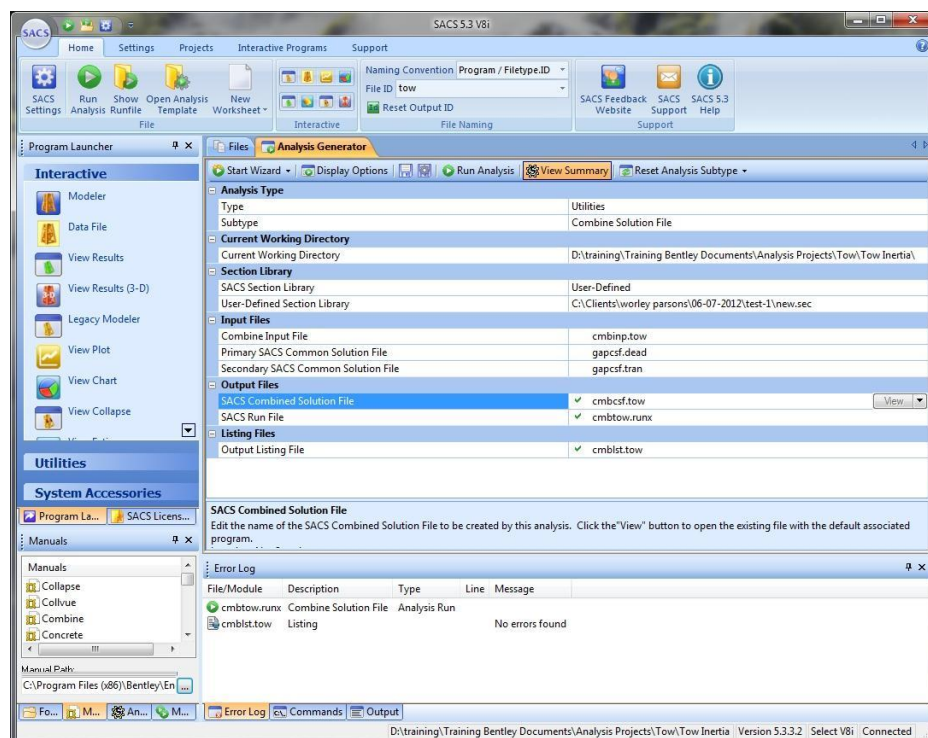 SACS 5.3 V8i
SACS
Home Settings Projects Interactive Programs Support
SACS Settings
Run Analysis
Show Runfile
Open Analysis Template
New Worksheet
File
Interactive
Naming Convention Program / Filetype.ID
File ID tow
Reset Output ID
File Naming
SACS Feedback Website
SACS Support
SACS 5.3 Help
Support
Program Launcher
Interactive
Modeler
Data File
View Results
View Results (3-D)
Legacy Modeler
View Plot
View Chart
View Collapse
Utilities
System Accessories
Program La... SACS Licens...
Manuals
Manuals
Collapse
Collvue
Combine
Concrete
Manual Path:
C:\Program Files (x86)\Bentley\En ...
Fo... M... An... M...
Files Analysis Generator
Start Wizard Display Options Run Analysis View Summary Reset Analysis Subtype
Analysis Type
Type Utilities
Subtype Combine Solution File
Current Working Directory
Current Working Directory D:\training\Training Bentley Documents\Analysis Projects\Tow\Tow Inertia\
Section Library
SACS Section Library User-Defined
User-Defined Section Library C:\Clients\worley parsons\06-07-2012\test-1\new.sec
Input Files
Combine Input File cmbinp.tow
Primary SACS Common Solution File gapcsf.dead
Secondary SACS Common Solution File gapcsf.tran
Output Files
SACS Combined Solution File cmbcsf.tow View
SACS Run File cmbtow.runx
Listing Files
Output Listing File cmblst.tow
SACS Combined Solution File
Edit the name of the SACS Combined Solution File to be created by this analysis. Click the"View" button to open the existing file with the default associated program.
Error Log
File/Module Description Type Line Message
cmbtow.runx Combine Solution File Analysis Run
cmblst.tow Listing No errors found
Error Log Commands Output
D:\training\Training Bentley Documents\Analysis Projects\Tow\Tow Inertia Version 5.3.3.2 Select V8i Connected